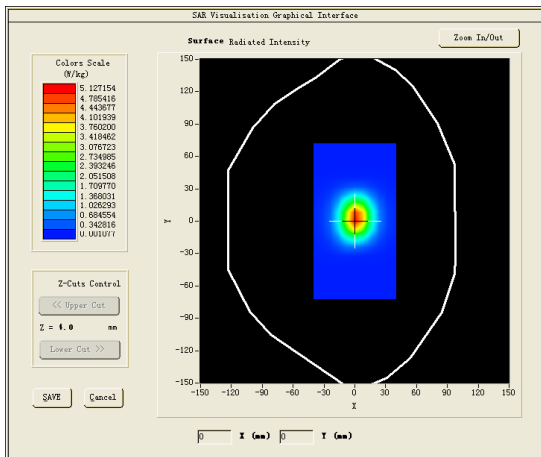 SAR Visualisation Graphical Interface
Surface Radiated Intensity
Zoom In/Out
Colors Scale
(W/kg)
5.127154
4.785416
4.443677
4.101939
3.760200
3.418462
3.076723
2.734985
2.393246
2.051508
1.709770
1.368031
1.026293
0.684554
0.342816
0.001077
150
120
90
60
30
0
-30
-60
-90
-120
-150
Y
-150 -120 -90 -60 -30 0 30 60 90 120 150
X
Z-Cuts Control
<< Upper Cut
Z = 4.0 mm
Lower Cut >>
SAVE Cancel
0 X (mm) 0 Y (mm)